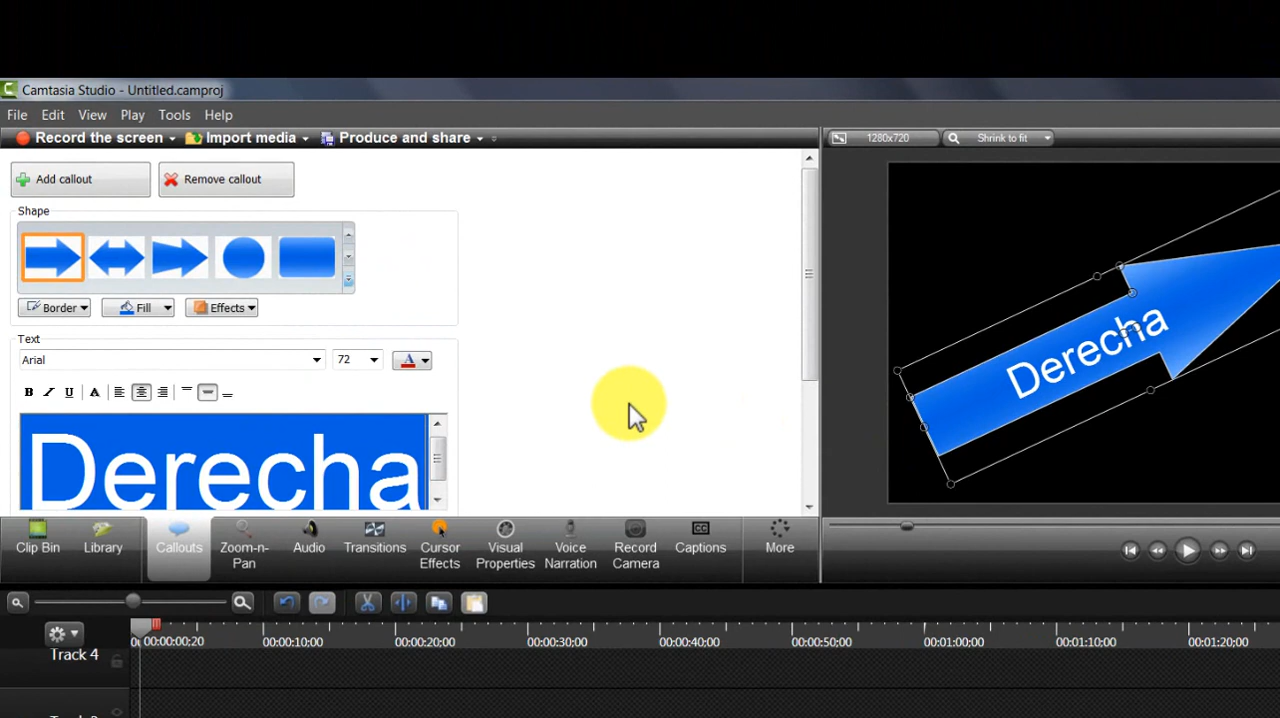 Camtasia Studio - Untitled.camproj
File Edit View Play Tools Help
Record the screen Import media Produce and share
1280x720 Shrink to fit
Add callout Remove callout
Shape
Border Fill Effects
Text
Arial 72 A
B I U A
Derecha
Derecha
Clip Bin Library Callouts Zoom-n-Pan Audio Transitions Cursor Effects Visual Properties Voice Narration Record Camera CC Captions More
00:00:00;20 00:00:10;00 00:00:20;00 00:00:30;00 00:00:40;00 00:00:50;00 00:01:00;00 00:01:10;00 00:01:20;00
Track 4